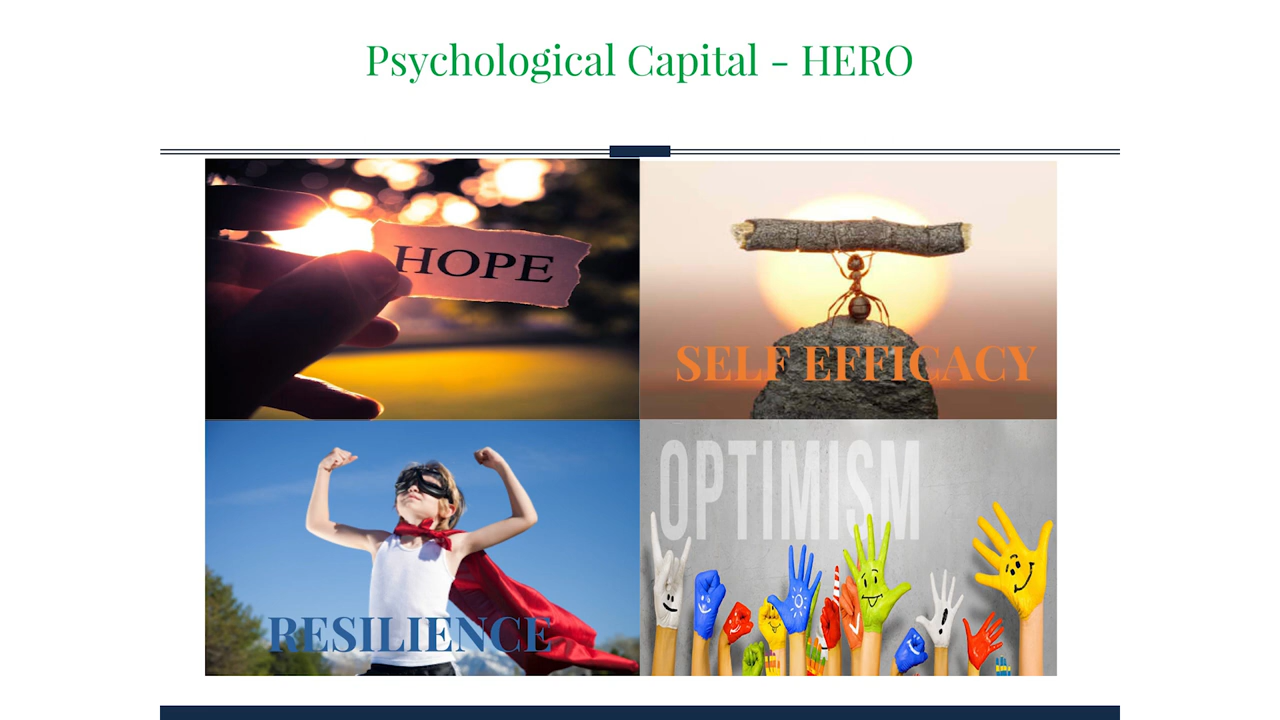 Psychological Capital - HERO
HOPE
SELF EFFICACY
RESILIENCE
OPTIMISM